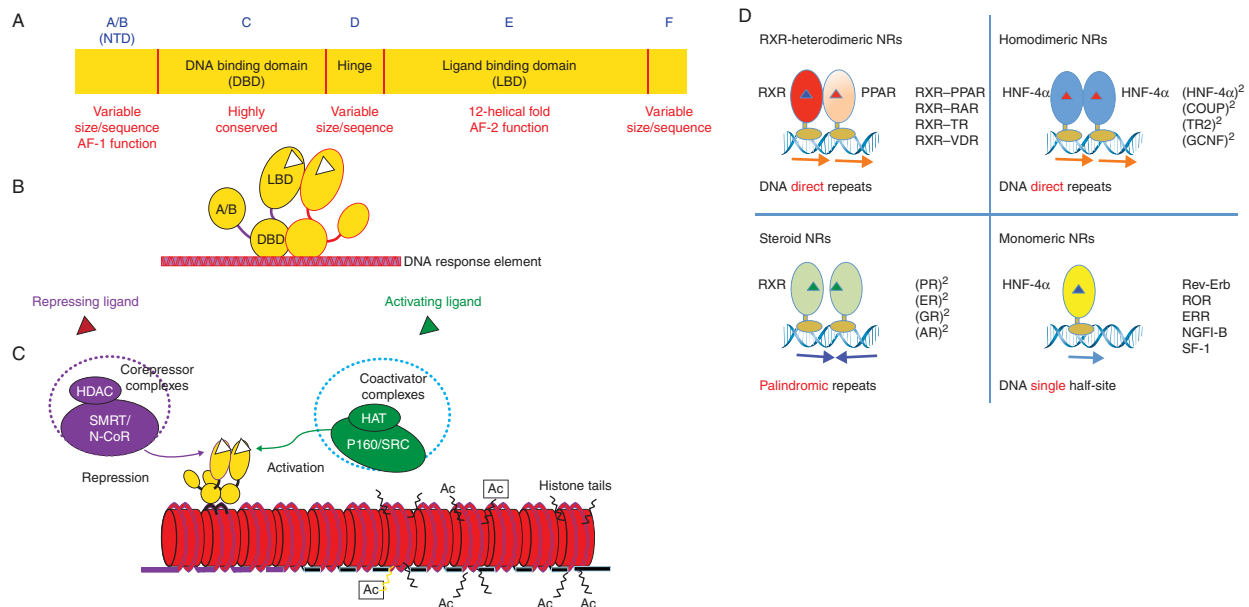 A
A/B
(NTD)
C
D
E
F
DNA binding domain
(DBD)
Hinge
Ligand binding domain
(LBD)
Variable
size/sequence
AF-1 function
Highly
conserved
Variable
size/seqence
12-helical fold
AF-2 function
Variable
size/sequence
B
A/B
LBD
DBD
DNA response element
Repressing ligand
Activating ligand
C
Corepressor
complexes
HDAC
SMRT/
N-CoR
Repression
Coactivator
complexes
HAT
P160/SRC
Activation
Ac
Ac
Histone tails
Ac
Ac
Ac
Ac
Ac
D
RXR-heterodimeric NRs
RXR
PPAR
RXR–PPAR
RXR–RAR
RXR–TR
RXR–VDR
DNA direct repeats
Homodimeric NRs
HNF-4α
HNF-4α
(HNF-4α)2
(COUP)2
(TR2)2
(GCNF)2
DNA direct repeats
Steroid NRs
RXR
(PR)2
(ER)2
(GR)2
(AR)2
Palindromic repeats
Monomeric NRs
HNF-4α
Rev-Erb
ROR
ERR
NGFI-B
SF-1
DNA single half-site